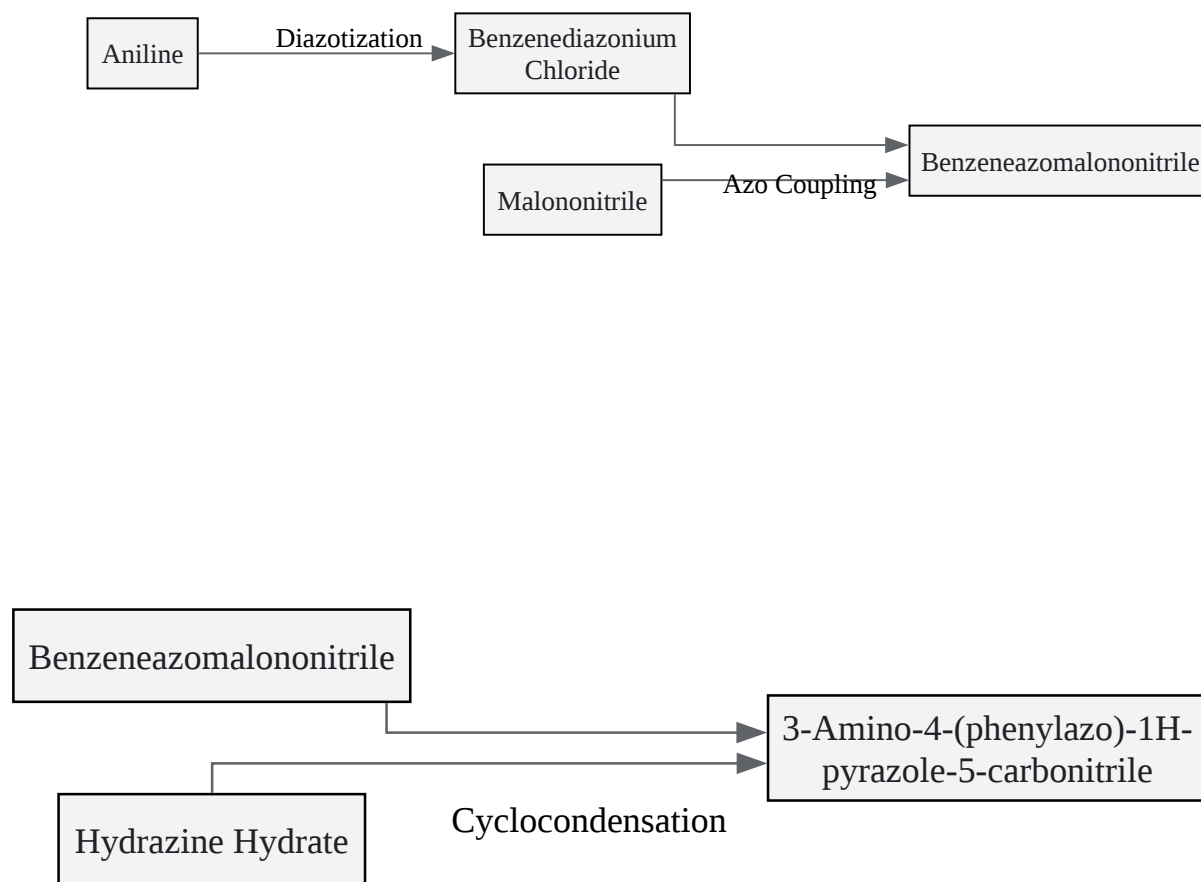 Aniline
Diazotization
Benzenediazonium
Chloride
Malononitrile
Azo Coupling
Benzeneazomalononitrile
Benzeneazomalononitrile
Hydrazine Hydrate
Cyclocondensation
3-Amino-4-(phenylazo)-1H-
pyrazole-5-carbonitrile